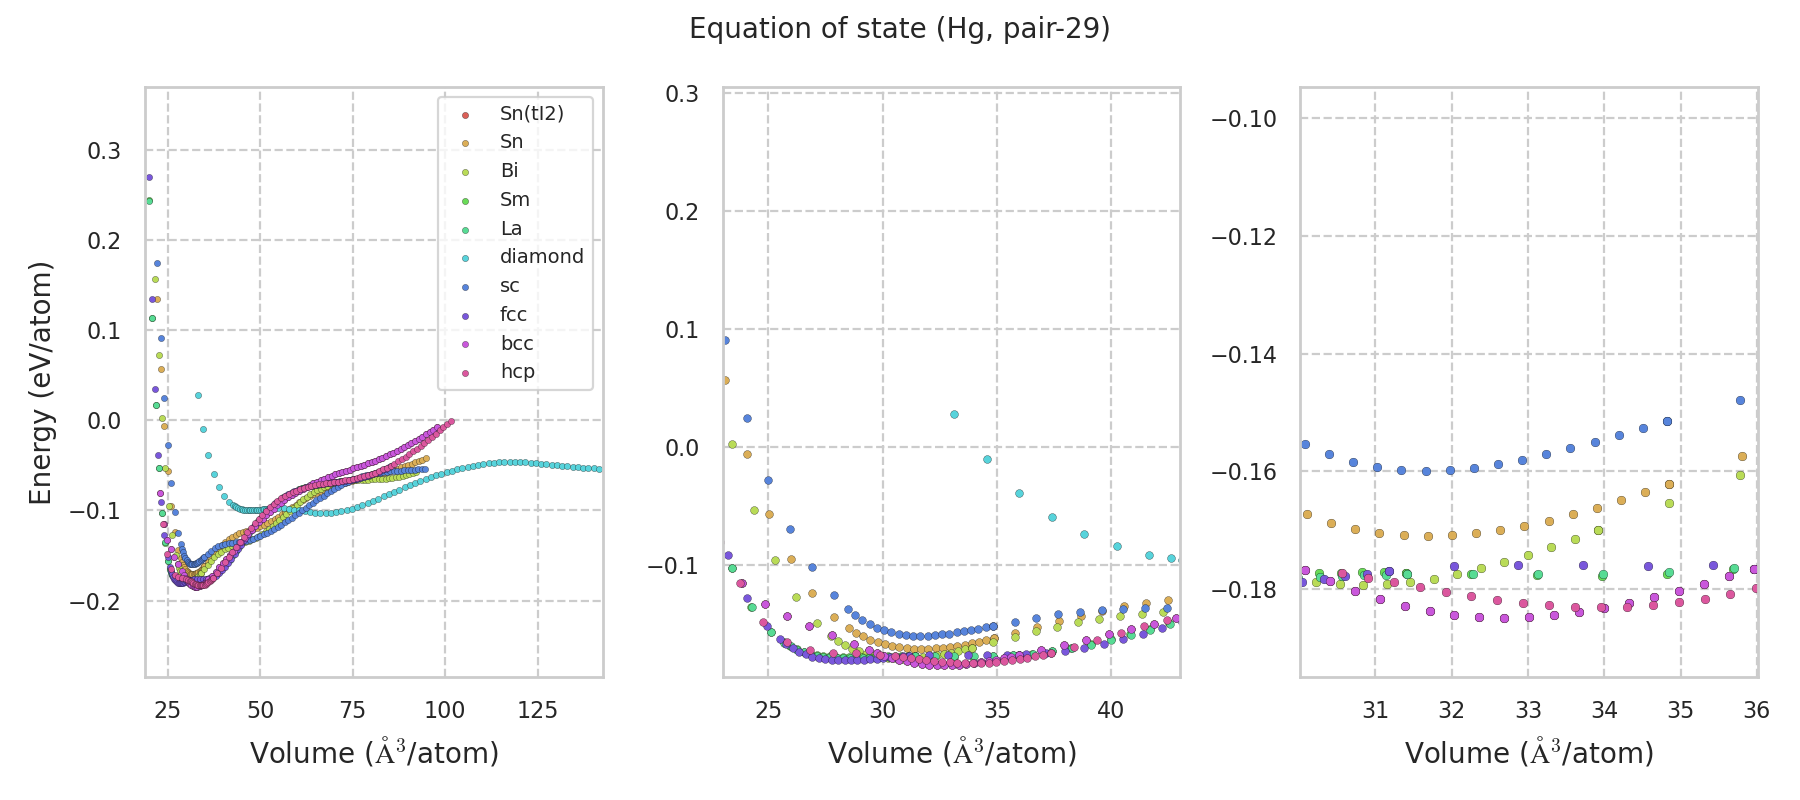 Equation of state (Hg, pair-29)
Energy (eV/atom)
0.3
0.2
0.1
0.0
−0.1
−0.2
25 50 75 100 125
Volume (Å³/atom)
Sn(tI2)
Sn
Bi
Sm
La
diamond
sc
fcc
bcc
hcp
0.3
0.2
0.1
0.0
−0.1
25 30 35 40
Volume (Å³/atom)
−0.10
−0.12
−0.14
−0.16
−0.18
31 32 33 34 35 36
Volume (Å³/atom)